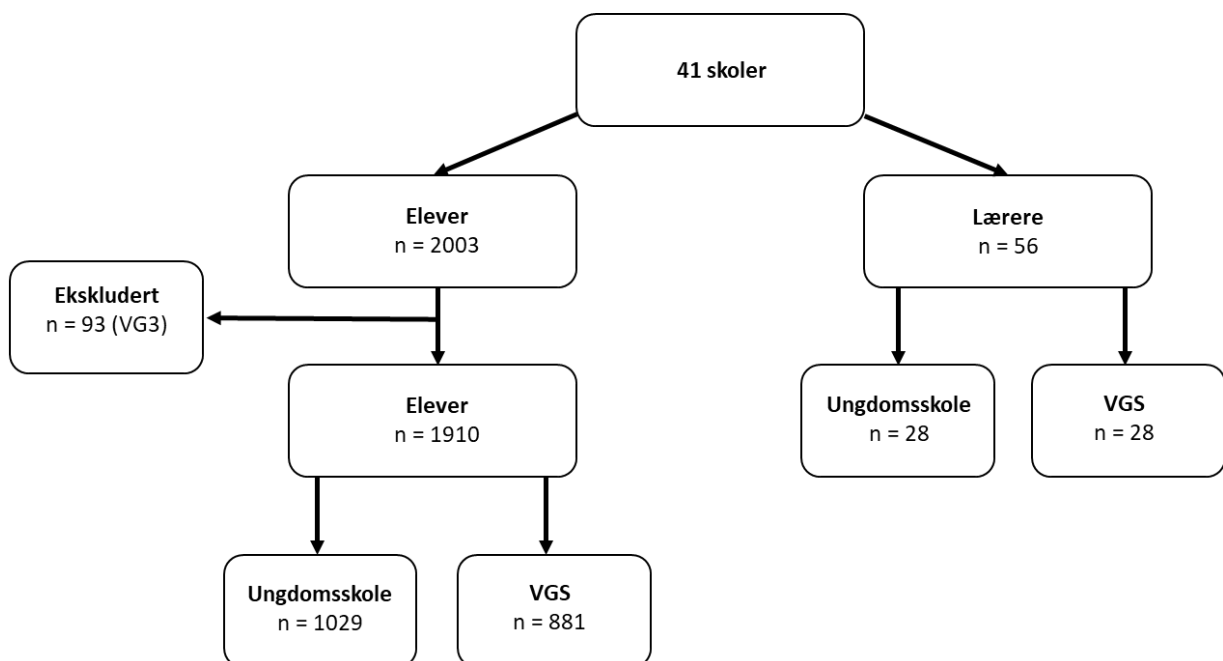 41 skoler
Elever
n = 2003
Lærere
n = 56
Ekskludert
n = 93 (VG3)
Elever
n = 1910
Ungdomsskole
n = 28
VGS
n = 28
Ungdomsskole
n = 1029
VGS
n = 881